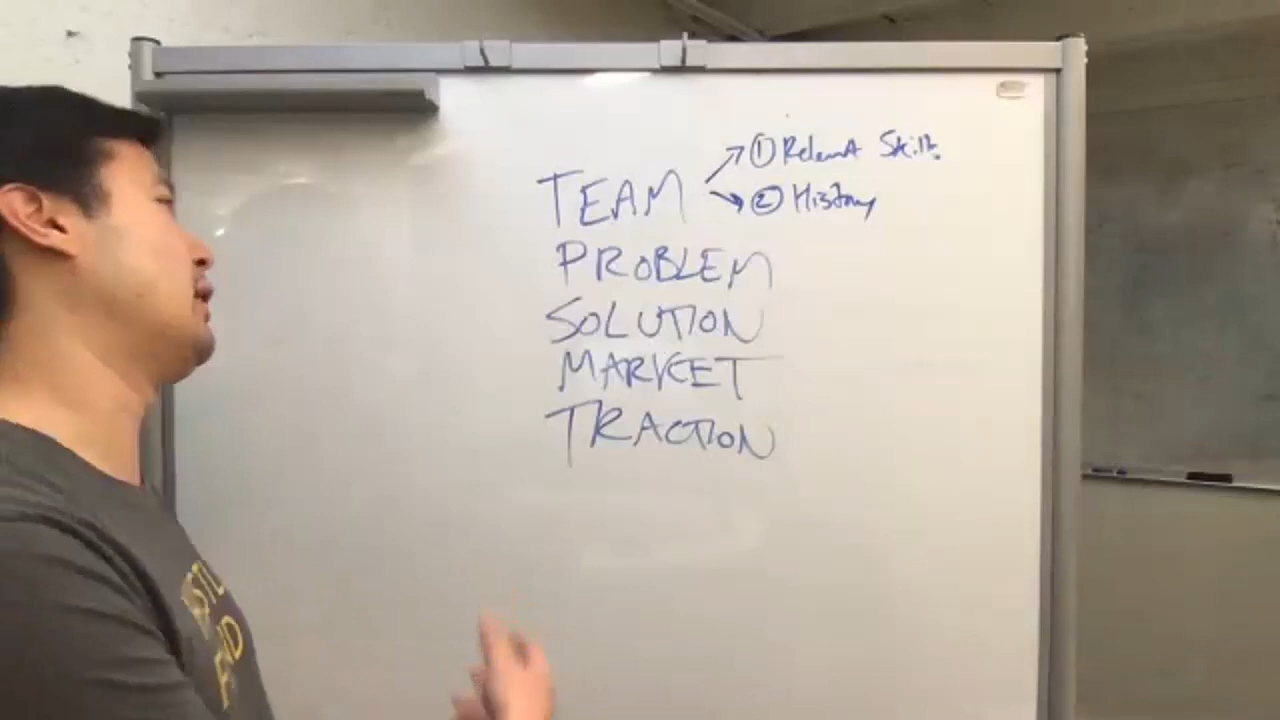 TEAM → ① Relevant Skills
→ ② History
PROBLEM
SOLUTION
MARKET
TRACTION